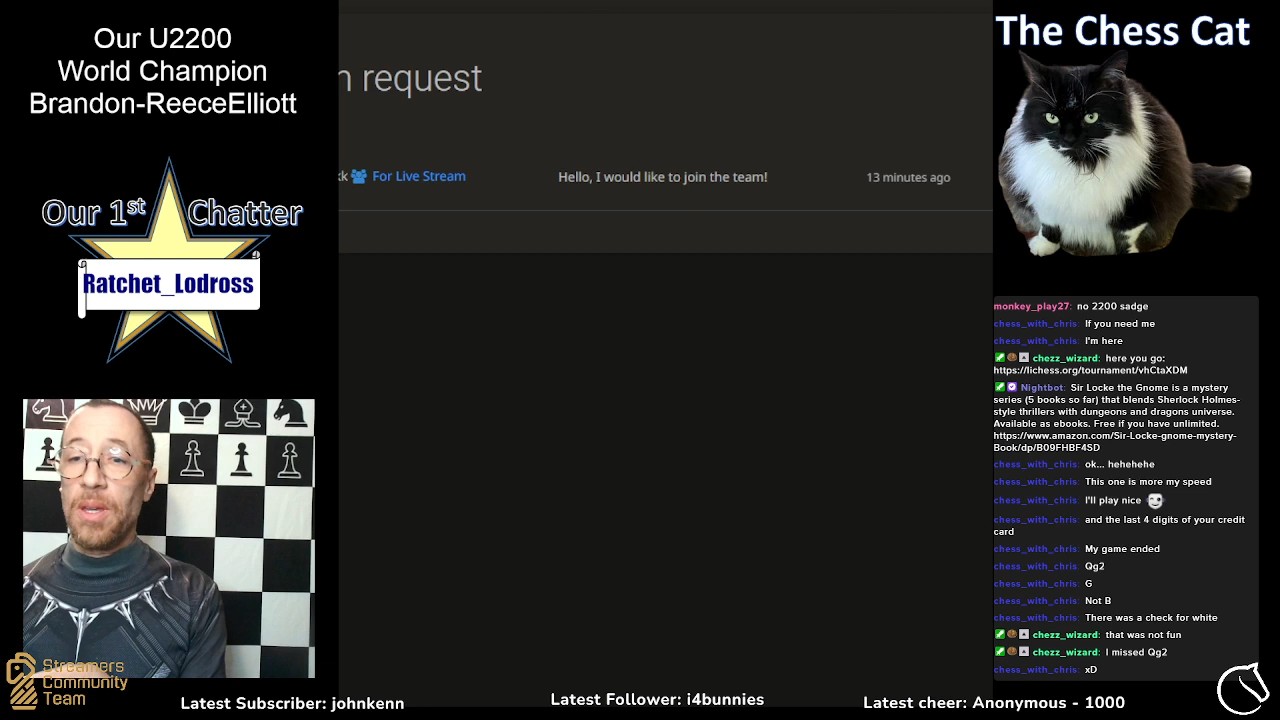 Our U2200
World Champion
Brandon-ReeceElliott
Our 1st Chatter
Ratchet_Lodross
request
For Live Stream
Hello, I would like to join the team!
13 minutes ago
The Chess Cat
monkey_play27: no 2200 sadge
chess_with_chris: If you need me
chess_with_chris: I'm here
chezz_wizard: here you go:
https://lichess.org/tournament/vhCtaXDM
Nightbot: Sir Locke the Gnome is a mystery
series (5 books so far) that blends Sherlock Holmes-
style thrillers with dungeons and dragons universe.
Available as ebooks. Free if you have unlimited.
https://www.amazon.com/Sir-Locke-gnome-mystery-
Book/dp/B09FHBF4SD
chess_with_chris: ok... hehehehe
chess_with_chris: This one is more my speed
chess_with_chris: I'll play nice
chess_with_chris: and the last 4 digits of your credit
card
chess_with_chris: My game ended
chess_with_chris: Qg2
chess_with_chris: G
chess_with_chris: Not B
chess_with_chris: There was a check for white
chezz_wizard: that was not fun
chezz_wizard: I missed Qg2
chess_with_chris: xD
Streamers
Community
Team
Latest Subscriber: johnkenn
Latest Follower: i4bunnies
Latest cheer: Anonymous - 1000